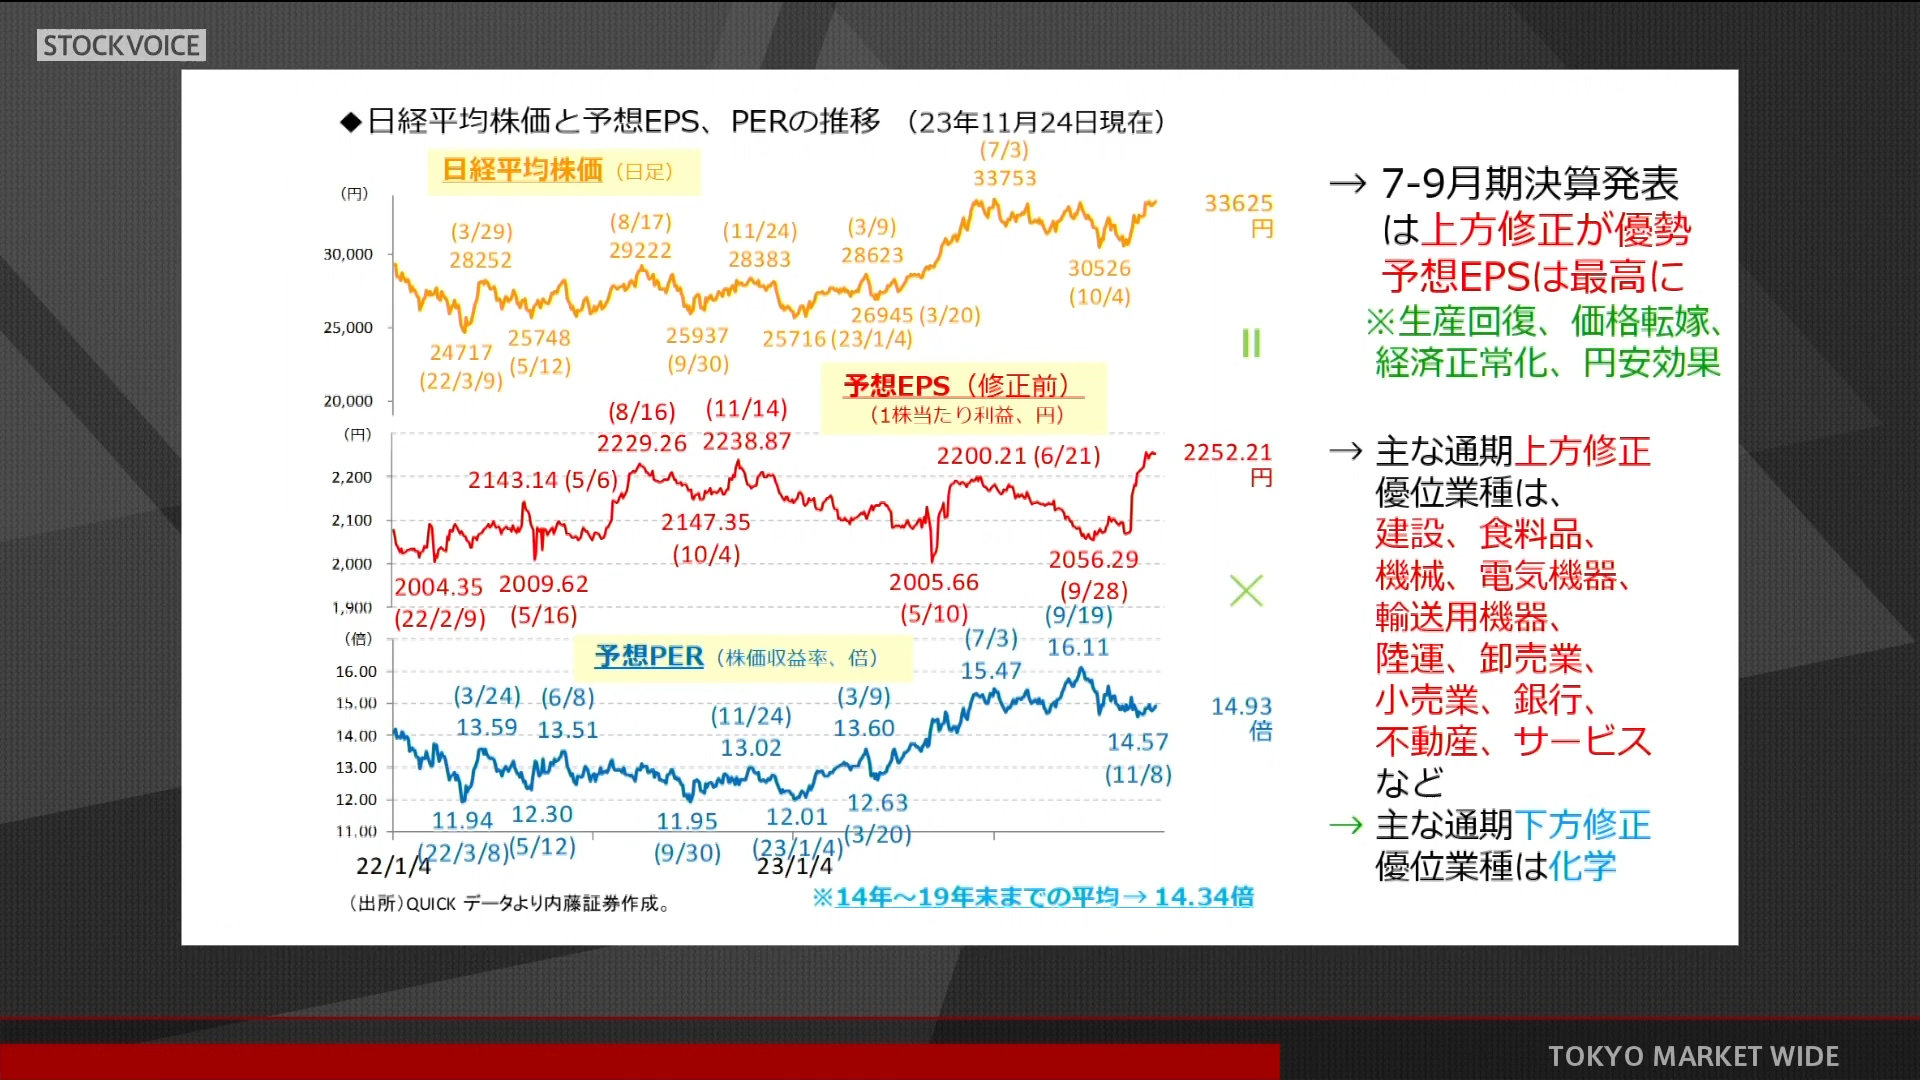 STOCKVOICE
◆日経平均株価と予想EPS、PERの推移 （23年11月24日現在）
日経平均株価（日足）
（円）
30,000
25,000
20,000
(3/29)
28252
(8/17)
29222
(11/24)
28383
(3/9)
28623
(7/3)
33753
33625
円
24717
(22/3/9)
25748
(5/12)
25937
(9/30)
25716 (23/1/4)
26945 (3/20)
30526
(10/4)
||
予想EPS（修正前）
（1株当たり利益、円）
（円）
2,200
2,100
2,000
1,900
2143.14 (5/6)
(8/16)
2229.26
(11/14)
2238.87
2200.21 (6/21)
2252.21
円
2004.35
(22/2/9)
2009.62
(5/16)
2147.35
(10/4)
2005.66
(5/10)
2056.29
(9/28)
×
予想PER（株価収益率、倍）
（倍）
16.00
15.00
14.00
13.00
12.00
11.00
(3/24)
13.59
(6/8)
13.51
(11/24)
13.02
(3/9)
13.60
(7/3)
15.47
(9/19)
16.11
14.93
倍
11.94
(22/3/8)
12.30
(5/12)
11.95
(9/30)
12.01
(23/1/4)
12.63
(3/20)
14.57
(11/8)
22/1/4
23/1/4
（出所）QUICK データより内藤証券作成。
※14年～19年末までの平均→ 14.34倍
→ 7-9月期決算発表
は上方修正が優勢
予想EPSは最高に
※生産回復、価格転嫁、
経済正常化、円安効果
→ 主な通期上方修正
優位業種は、
建設、食料品、
機械、電気機器、
輸送用機器、
陸運、卸売業、
小売業、銀行、
不動産、サービス
など
→ 主な通期下方修正
優位業種は化学
TOKYO MARKET WIDE